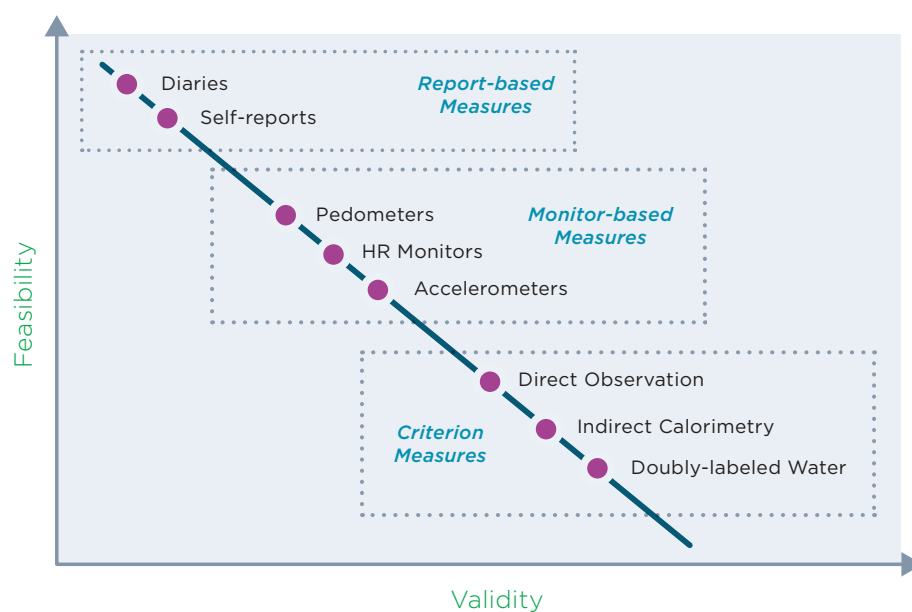 Diaries
Self-reports
Report-based
Measures
Pedometers
HR Monitors
Accelerometers
Monitor-based
Measures
Direct Observation
Indirect Calorimetry
Doubly-labeled Water
Criterion
Measures
Feasibility
Validity